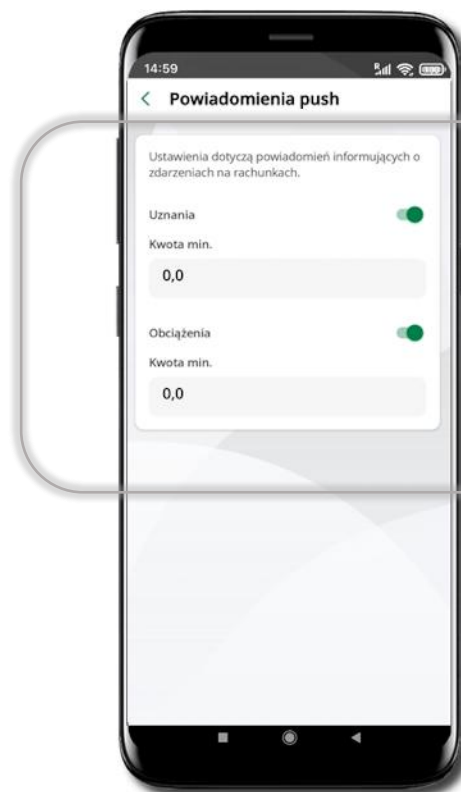 14:59
Powiadomienia push
Ustawienia dotyczą powiadomień informujących o
zdarzeniach na rachunkach.
Uznania
Kwota min.
0,0
Obciążenia
Kwota min.
0,0